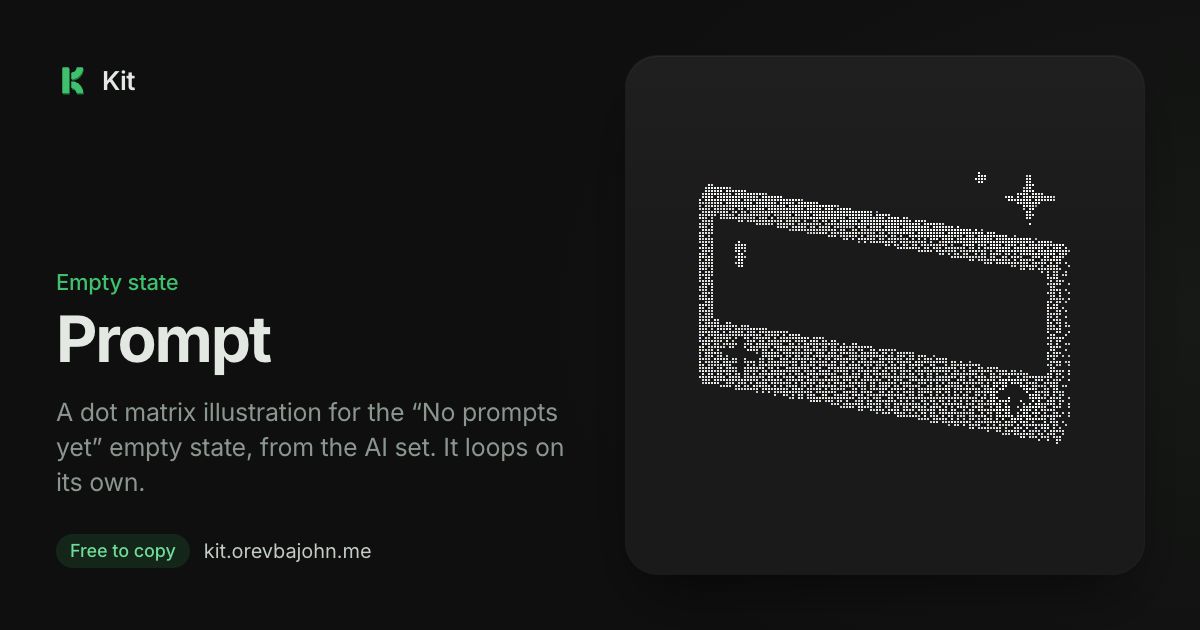 Kit
Empty state
Prompt
A dot matrix illustration for the “No prompts
yet” empty state, from the AI set. It loops on
its own.
Free to copy
kit.orevbajohn.me